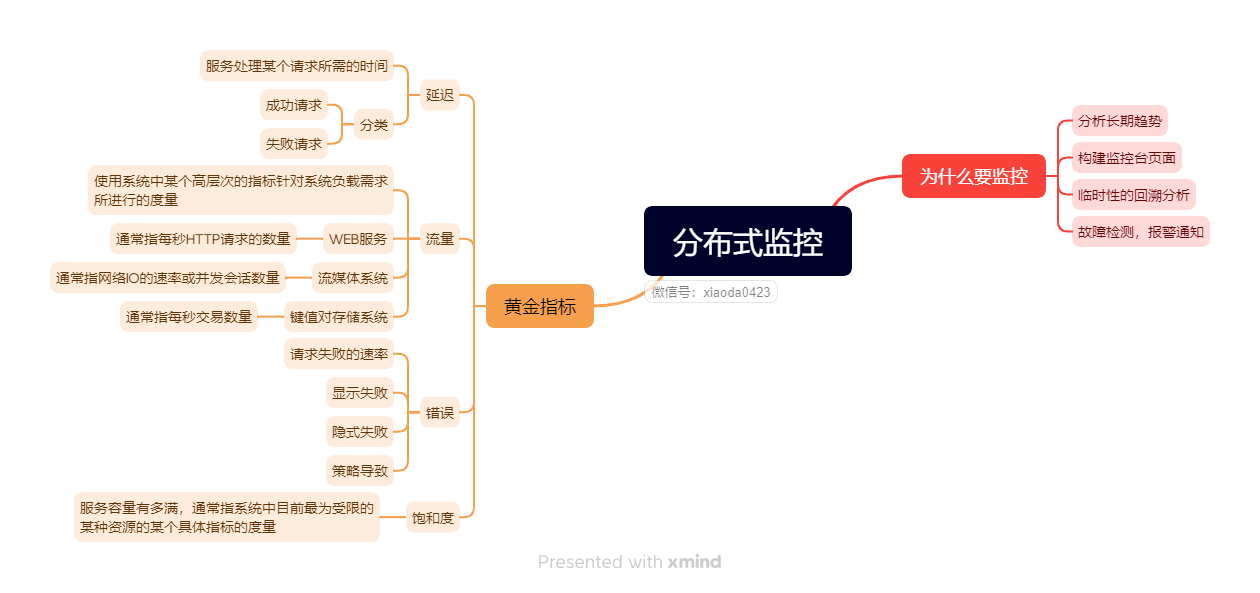 分布式监控
微信号：xiaoda0423
为什么要监控
分析长期趋势
构建监控台页面
临时性的回溯分析
故障检测，报警通知
黄金指标
延迟
服务处理某个请求所需的时间
分类
成功请求
失败请求
流量
使用系统中某个高层次的指标针对系统负载需求
所进行的度量
WEB服务
通常指每秒HTTP请求的数量
流媒体系统
通常指网络IO的速率或并发会话数量
键值对存储系统
通常指每秒交易数量
错误
请求失败的速率
显示失败
隐式失败
策略导致
饱和度
服务容量有多满，通常指系统中目前最为受限的
某种资源的某个具体指标的度量
Presented with xmind